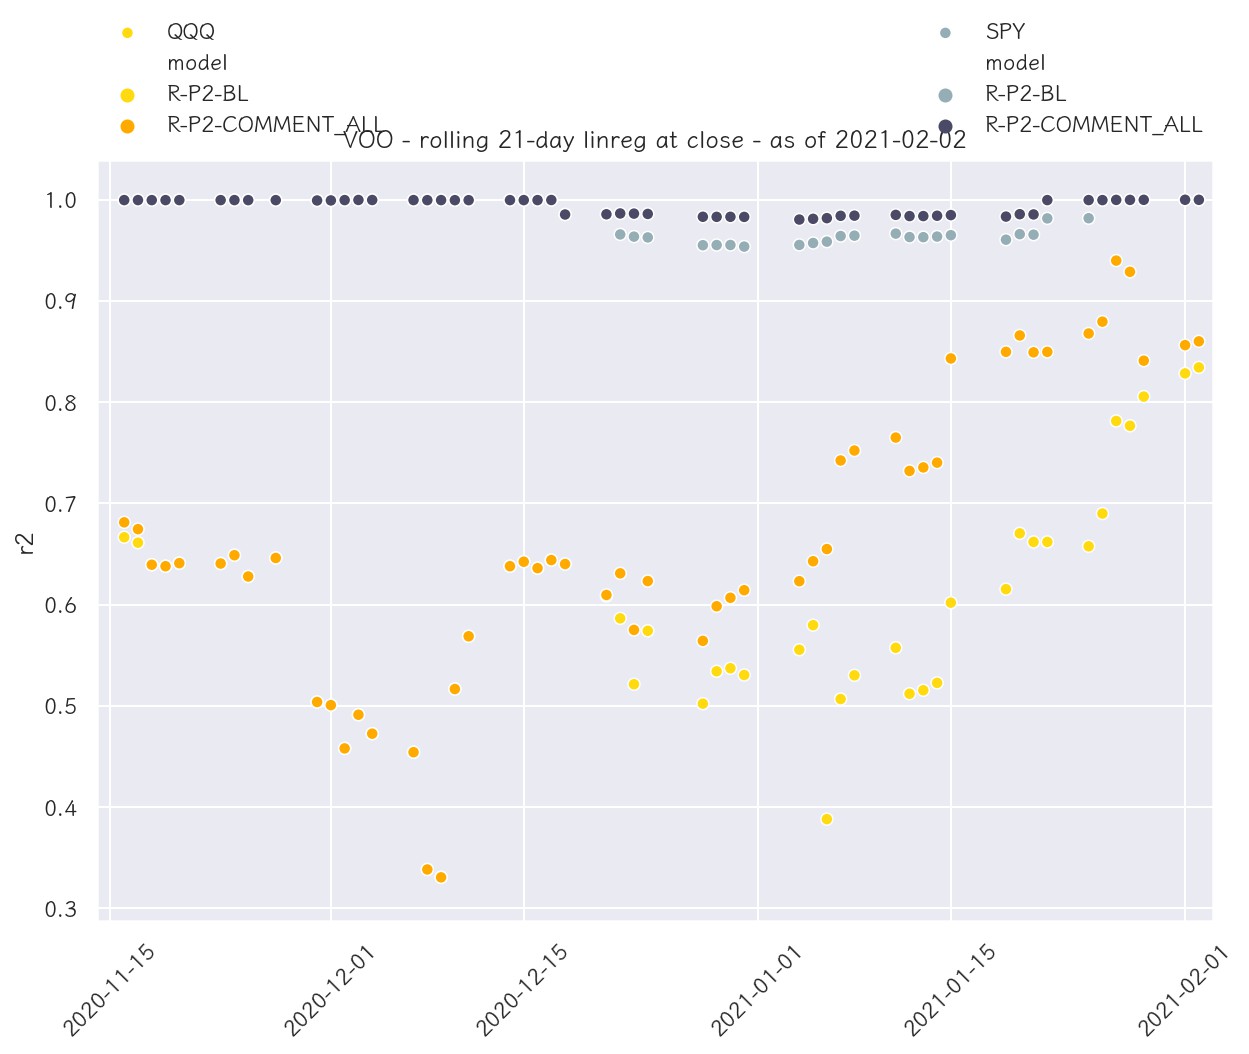 QQQ
model
R-P2-BL
R-P2-COMMENT_ALL
SPY
model
R-P2-BL
R-P2-COMMENT_ALL
VOO - rolling 21-day linreg at close - as of 2021-02-02
r2
1.0
0.9
0.8
0.7
0.6
0.5
0.4
0.3
2020-11-15
2020-12-01
2020-12-15
2021-01-01
2021-01-15
2021-02-01